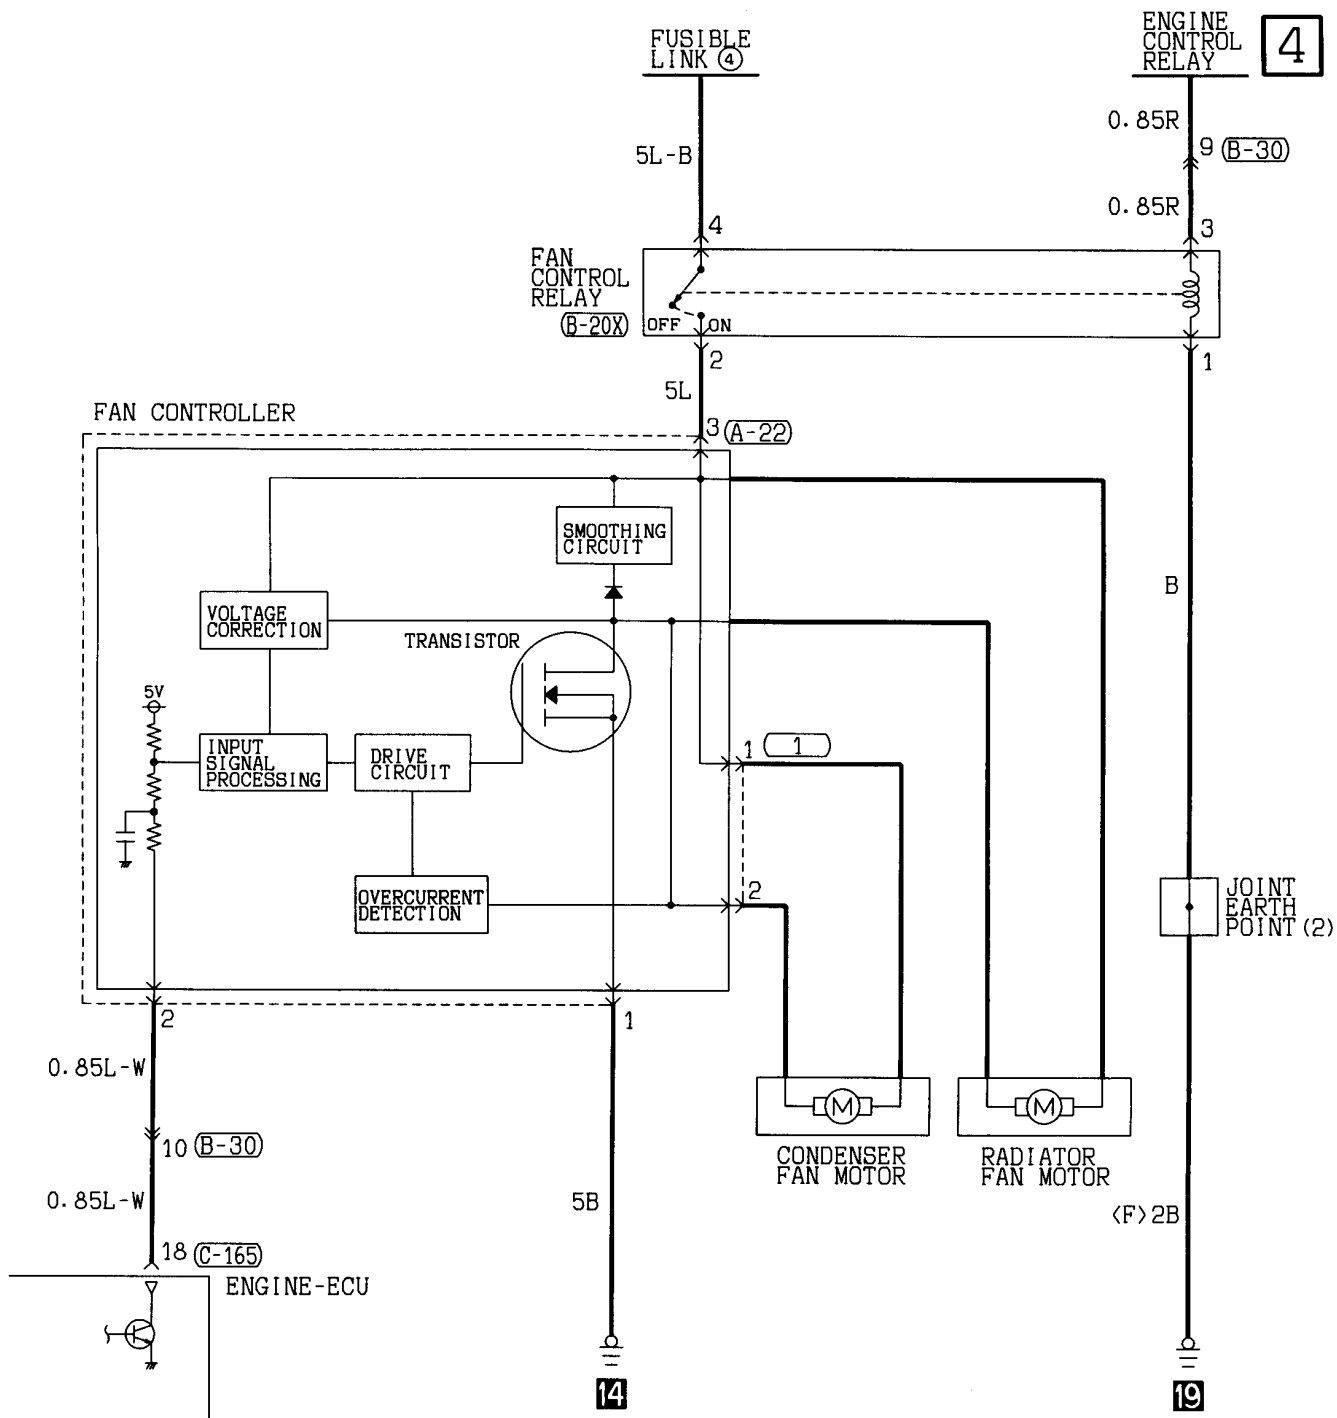 FUSIBLE
LINK ④
ENGINE
CONTROL
RELAY
4
0.85R
9 (B-30)
5L-B
0.85R
4
3
FAN
CONTROL
RELAY
(B-20X)
OFF ON
2
1
5L
FAN CONTROLLER
3 (A-22)
SMOOTHING
CIRCUIT
B
VOLTAGE
CORRECTION
TRANSISTOR
5V
INPUT
SIGNAL
PROCESSING
DRIVE
CIRCUIT
1 ( 1 )
OVERCURRENT
DETECTION
2
JOINT
EARTH
POINT (2)
2
1
0.85L-W
M
M
10 (B-30)
CONDENSER
FAN MOTOR
RADIATOR
FAN MOTOR
0.85L-W
5B
<F>2B
18 (C-165)
ENGINE-ECU
14
19